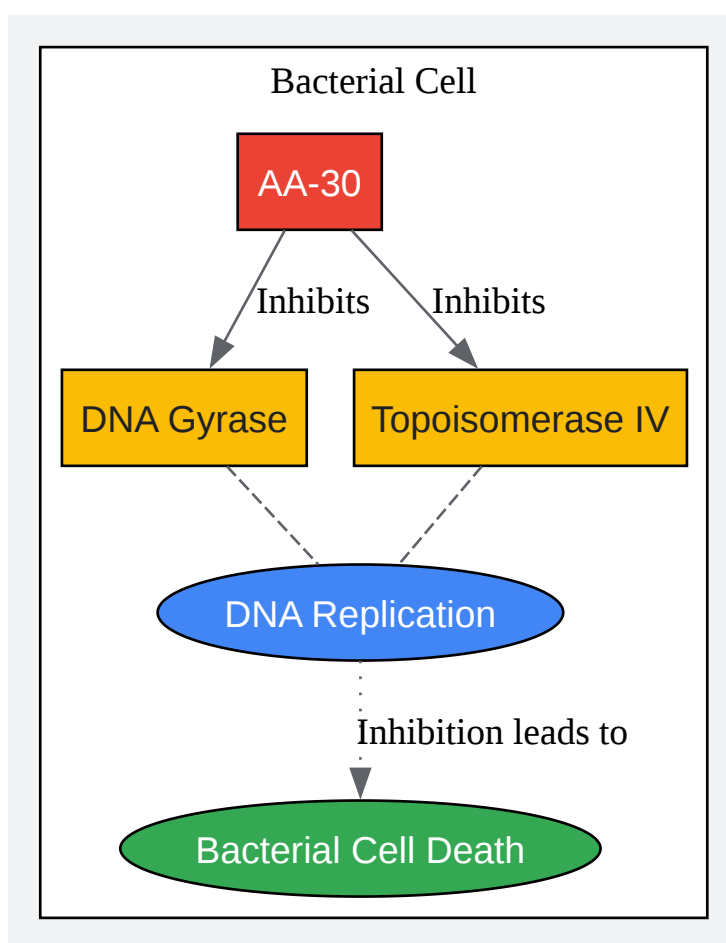 Bacterial Cell
AA-30
Inhibits
Inhibits
DNA Gyrase
Topoisomerase IV
DNA Replication
Inhibition leads to
Bacterial Cell Death